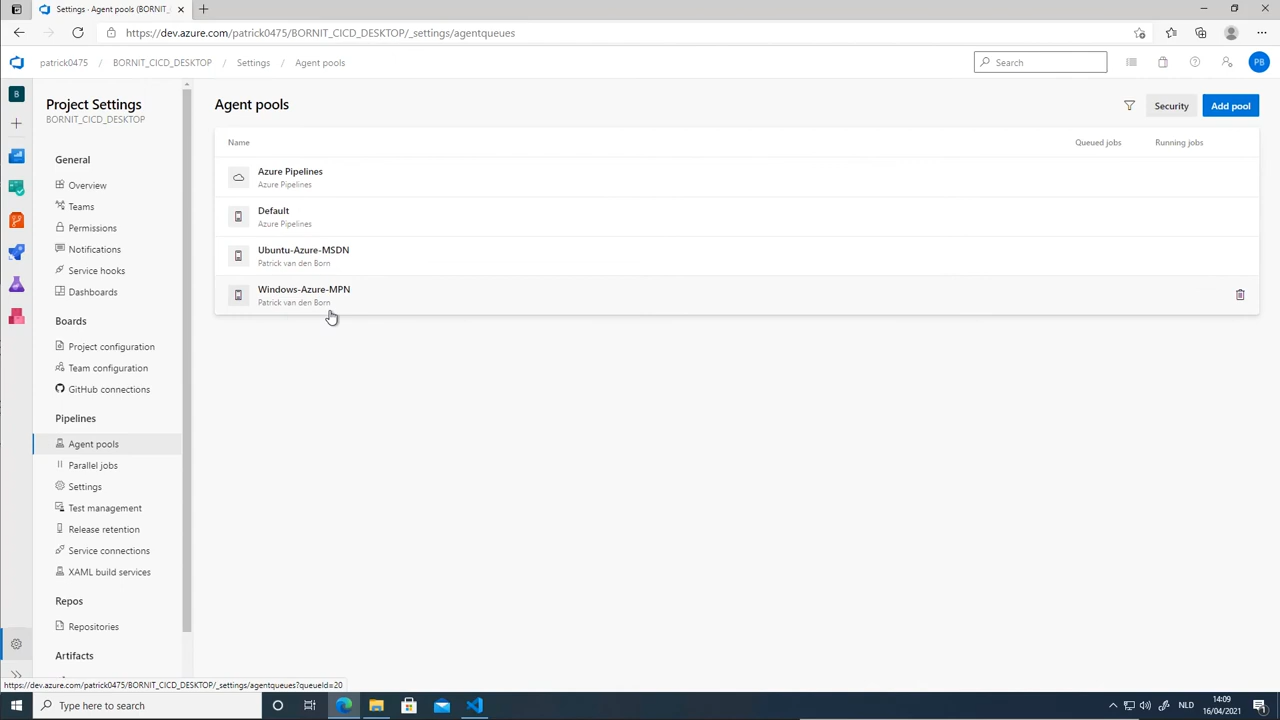 Settings - Agent pools (BORNIT_C
https://dev.azure.com/patrick0475/BORNIT_CICD_DESKTOP/_settings/agentqueues
patrick0475 / BORNIT_CICD_DESKTOP / Settings / Agent pools
Search
PB
B
Project Settings
BORNIT_CICD_DESKTOP
General
Overview
Teams
Permissions
Notifications
Service hooks
Dashboards
Boards
Project configuration
Team configuration
GitHub connections
Pipelines
Agent pools
Parallel jobs
Settings
Test management
Release retention
Service connections
XAML build services
Repos
Repositories
Artifacts
Agent pools
Security
Add pool
Name
Queued jobs
Running jobs
Azure Pipelines
Azure Pipelines
Default
Azure Pipelines
Ubuntu-Azure-MSDN
Patrick van den Born
Windows-Azure-MPN
Patrick van den Born
https://dev.azure.com/patrick0475/BORNIT_CICD_DESKTOP/_settings/agentqueues?queueId=20
Type here to search
NLD
14:09
16/04/2021
1